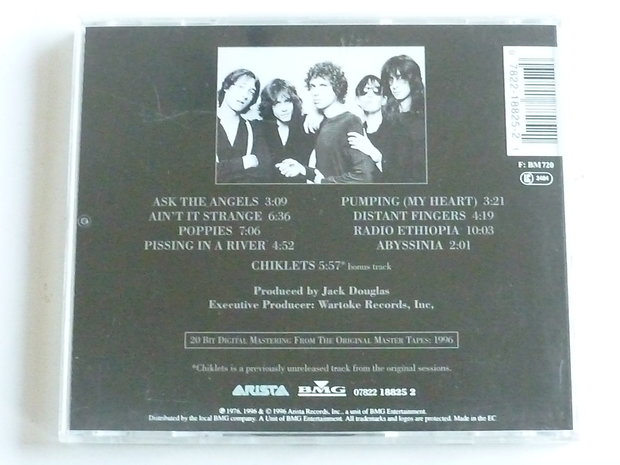 7822-18825-2
F: BM 720
ASK THE ANGELS 3:09
AIN'T IT STRANGE 6:36
POPPIES 7:06
PISSING IN A RIVER 4:52
PUMPING (MY HEART) 3:21
DISTANT FINGERS 4:19
RADIO ETHIOPIA 10:03
ABYSSINIA 2:01
CHIKLETS 5:57* bonus track
Produced by Jack Douglas
Executive Producer: Wartoke Records, Inc,
20 BIT DIGITAL MASTERING FROM THE ORIGINAL MASTER TAPES: 1996
*Chiklets is a previously unreleased track from the original sessions.
ARISTA BMG 07822 18825 2
℗ 1976, 1996 & © 1996 Arista Records, Inc., a unit of BMG Entertainment.
Distributed by the local BMG company. A Unit of BMG Entertainment. All trademarks and logos are protected. Made in the EC